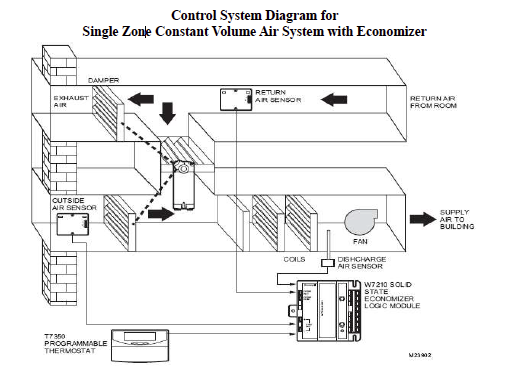 Control System Diagram for
Single Zone Constant Volume Air System with Economizer
DAMPER
EXHAUST
AIR
RETURN
AIR SENSOR
RETURN AIR
FROM ROOM
OUTSIDE
AIR SENSOR
SUPPLY
AIR TO
BUILDING
FAN
COILS
DISHCHARGE
AIR SENSOR
W7210 SOLID
STATE
ECONOMIZER
LOGIC MODULE
T7350
PROGRAMMABLE
THERMOSTAT
M23902